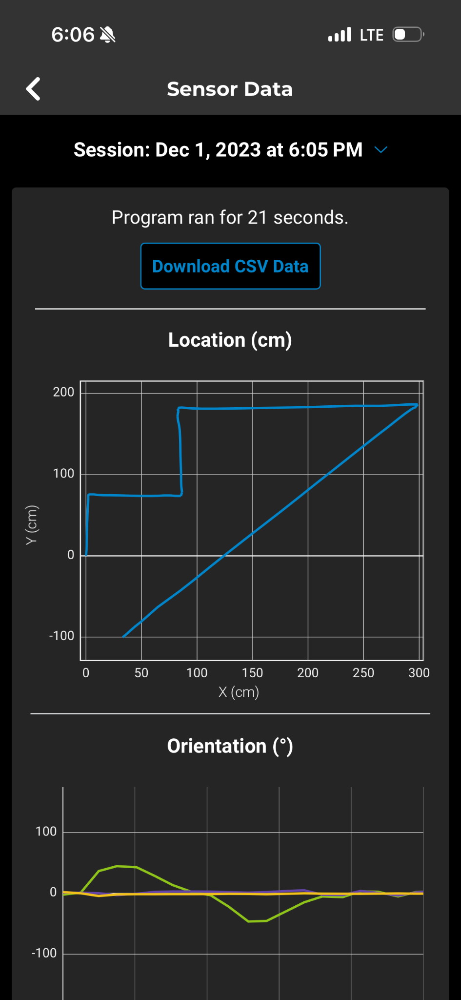 6:06
LTE
Sensor Data
Session: Dec 1, 2023 at 6:05 PM
Program ran for 21 seconds.
Download CSV Data
Location (cm)
200
100
0
-100
Y (cm)
0 50 100 150 200 250 300
X (cm)
Orientation (°)
100
0
-100